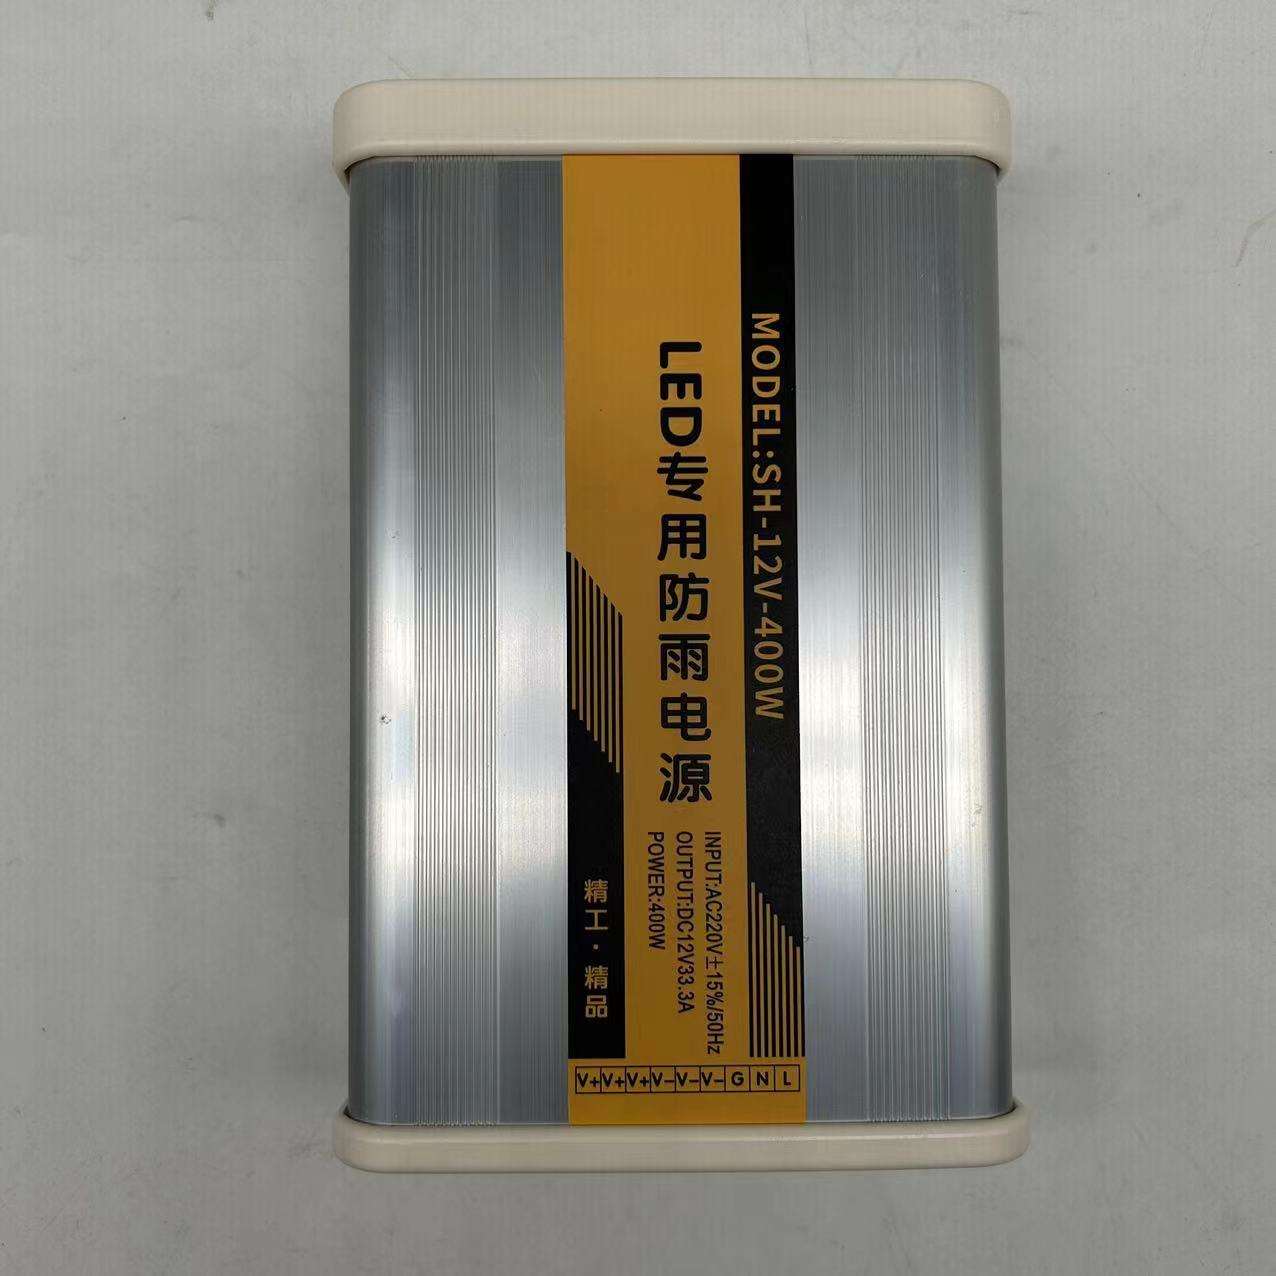 MODEL:SH-12V-400W
LED专用防雨电源
INPUT:AC220V±15%/50Hz
OUTPUT:DC12V33.3A
POWER:400W
精工·精品
V+ V+ V+ V- V- V- G N L